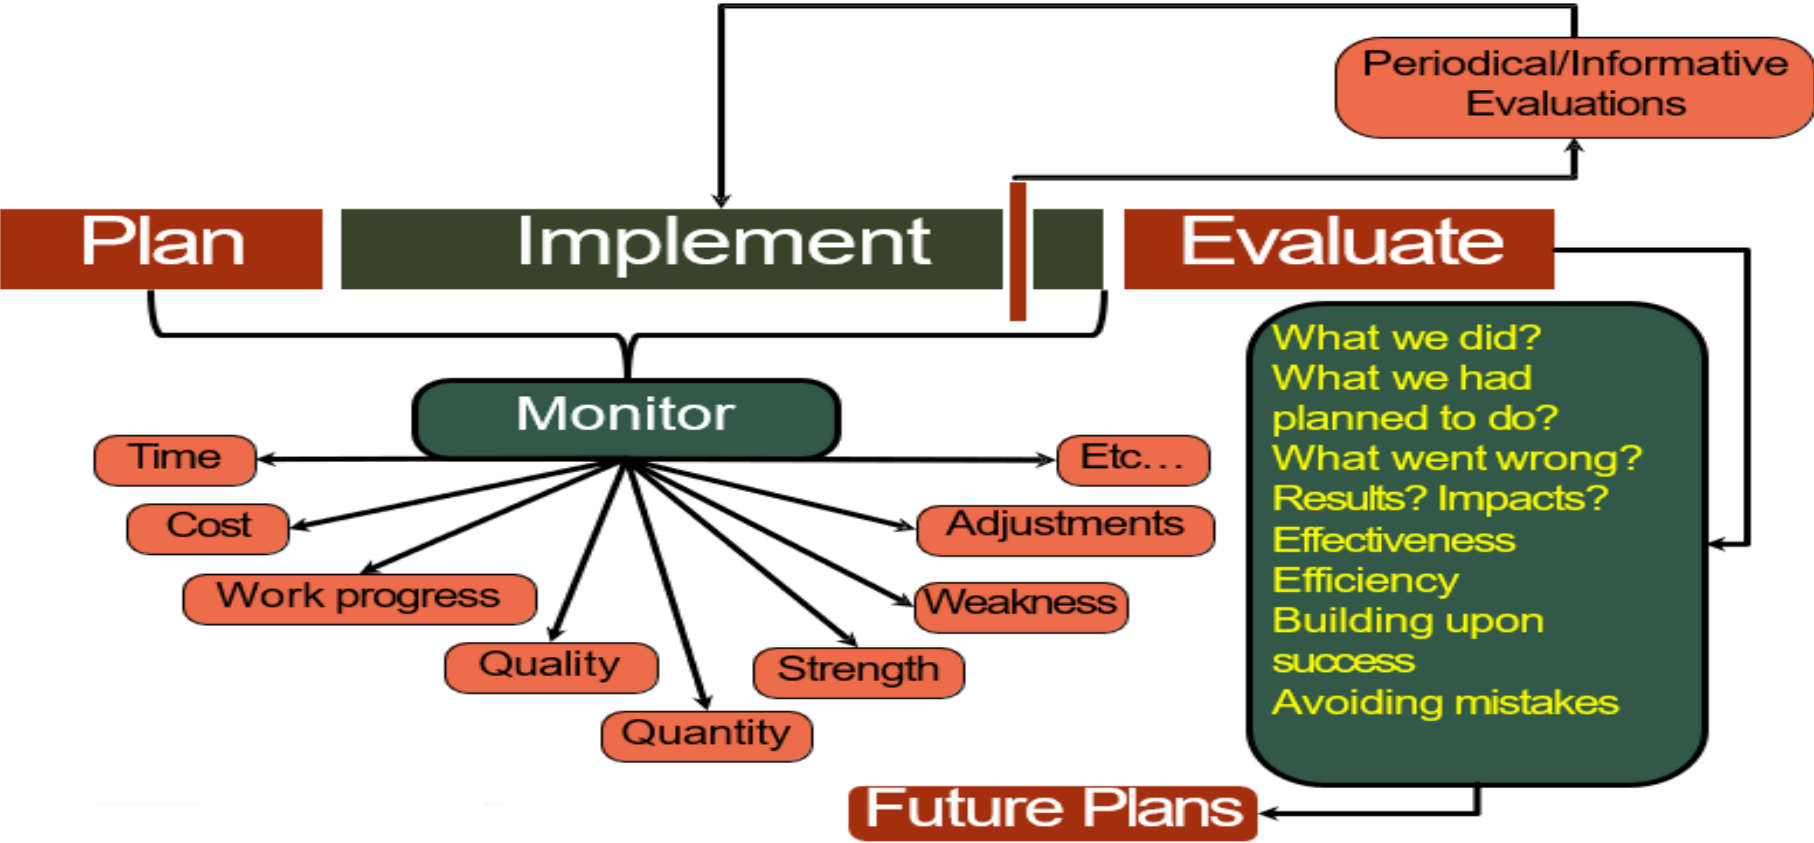 Periodical/Informative
Evaluations
Plan
Implement
Evaluate
Monitor
Time
Cost
Work progress
Quality
Quantity
Strength
Weakness
Adjustments
Etc...
What we did?
What we had
planned to do?
What went wrong?
Results? Impacts?
Effectiveness
Efficiency
Building upon
success
Avoiding mistakes
Future Plans